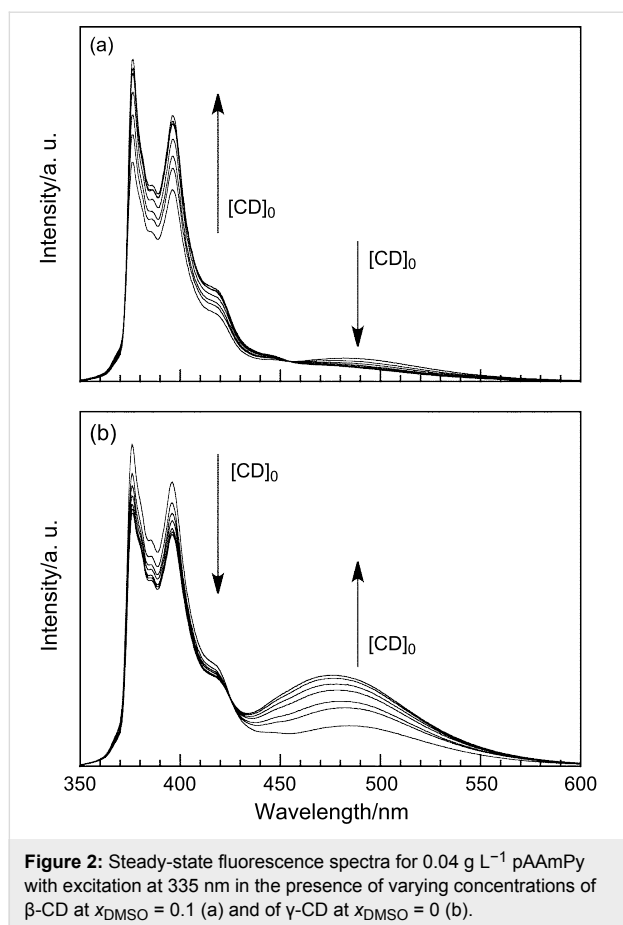 (a)
[CD]₀
[CD]₀
Intensity/a. u.
(b)
[CD]₀
[CD]₀
Intensity/a. u.
350 400 450 500 550 600
Wavelength/nm
Figure 2: Steady-state fluorescence spectra for 0.04 g L⁻¹ pAAmPy
with excitation at 335 nm in the presence of varying concentrations of
β-CD at xDMSO = 0.1 (a) and of γ-CD at xDMSO = 0 (b).